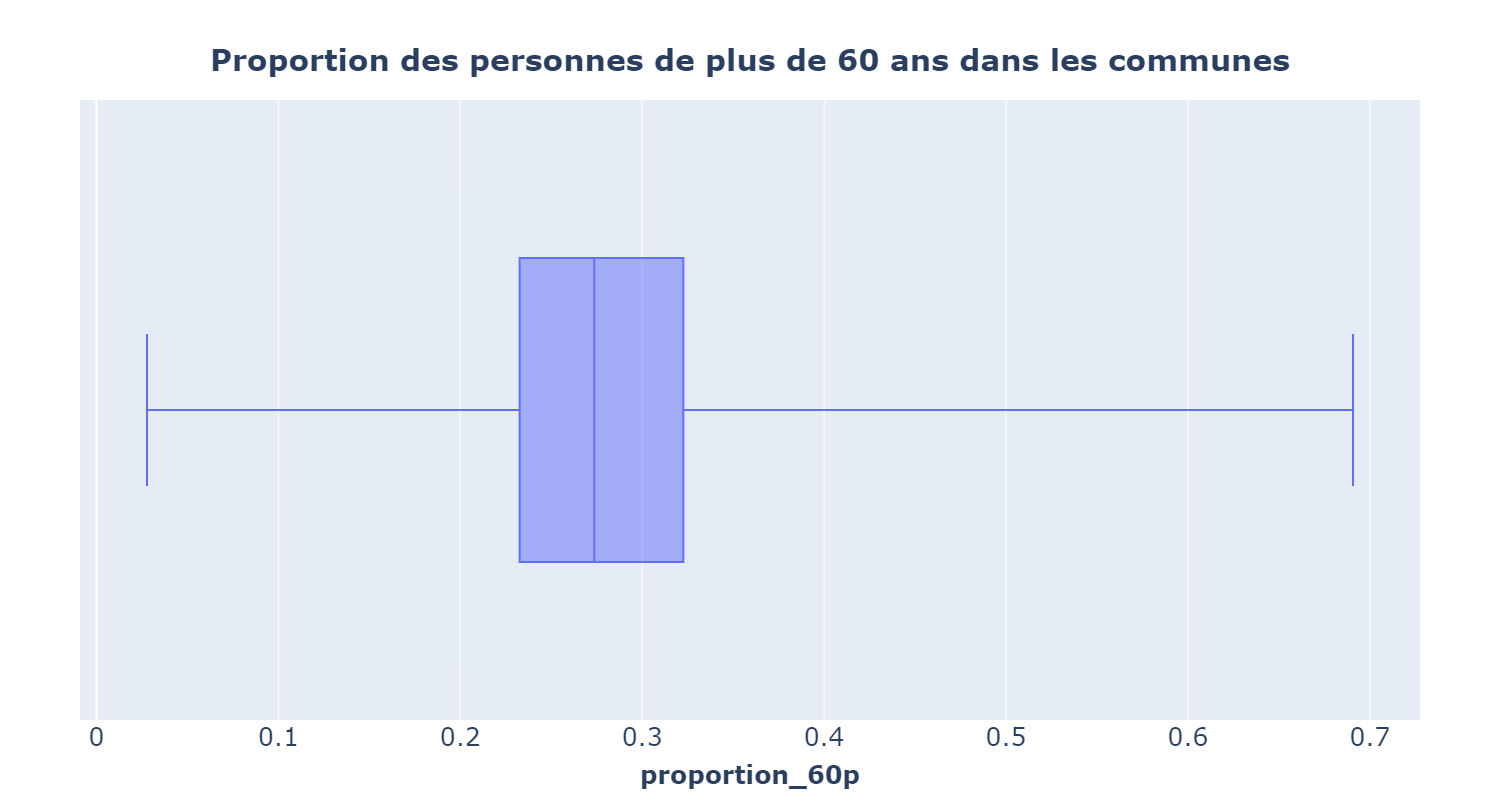 Proportion des personnes de plus de 60 ans dans les communes
0 0.1 0.2 0.3 0.4 0.5 0.6 0.7
proportion_60p